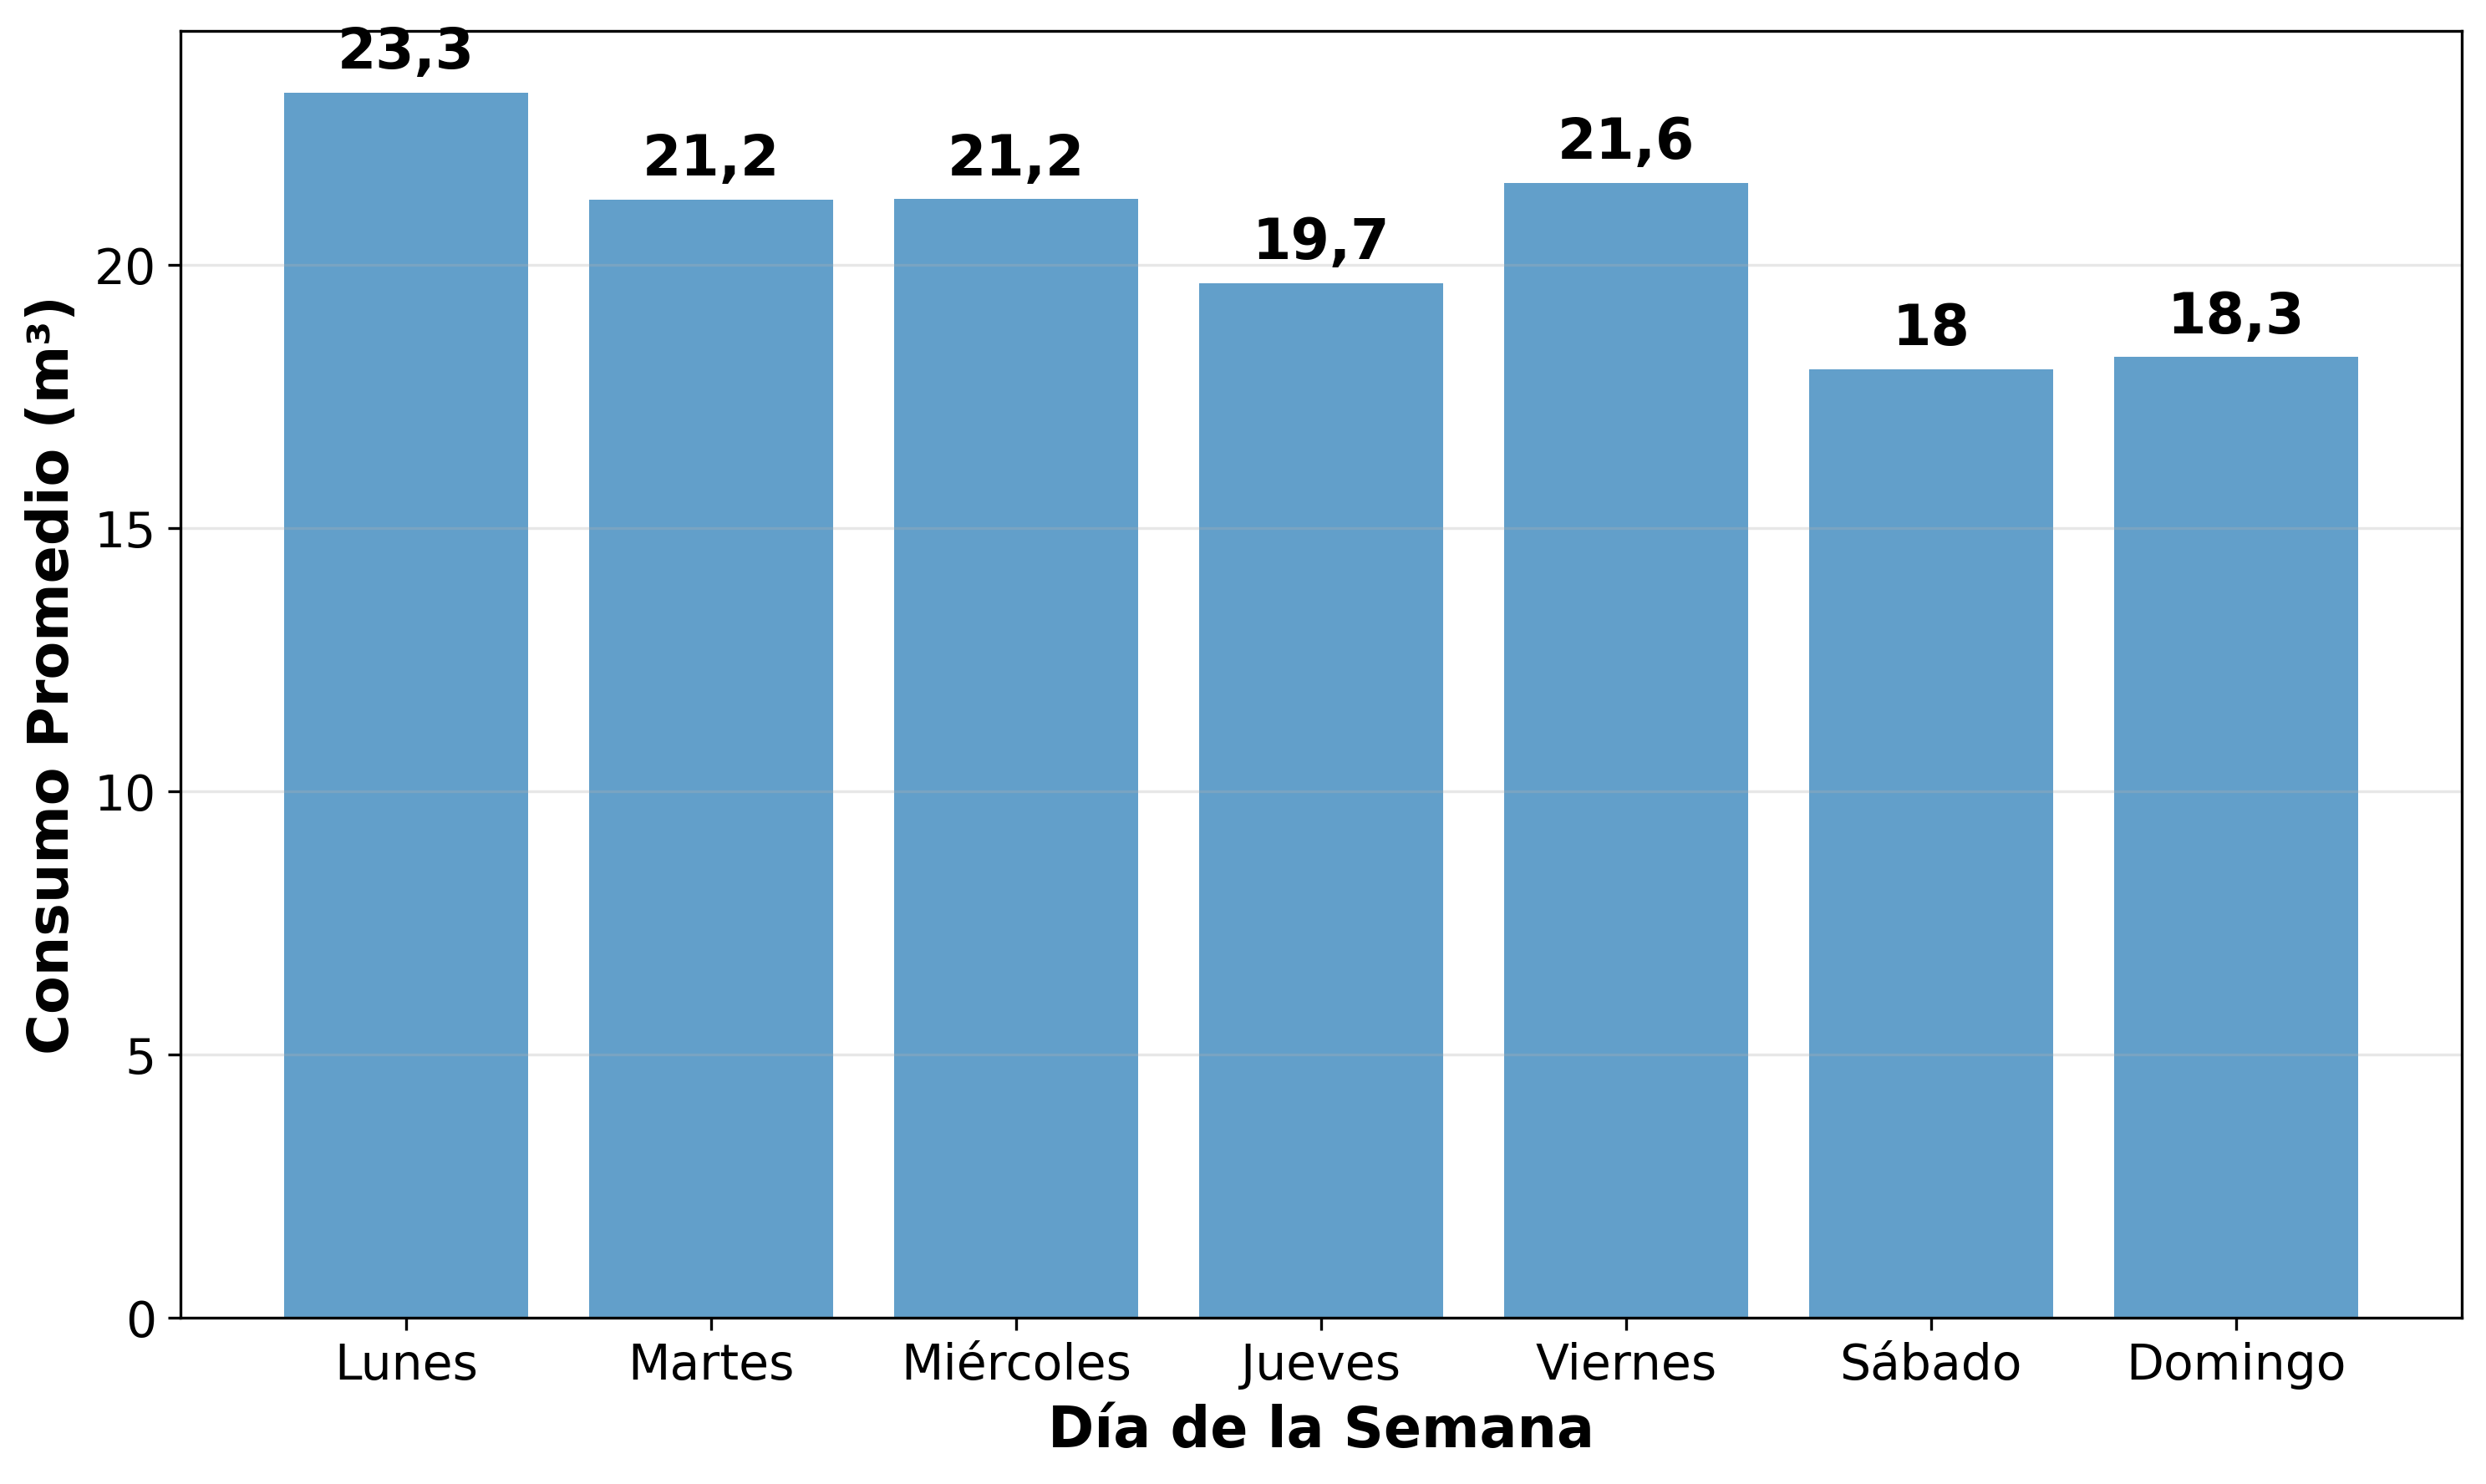 23,3
21,2
21,2
19,7
21,6
18
18,3
20
15
10
5
0
Consumo Promedio (m³)
Lunes
Martes
Miércoles
Jueves
Viernes
Sábado
Domingo
Día de la Semana